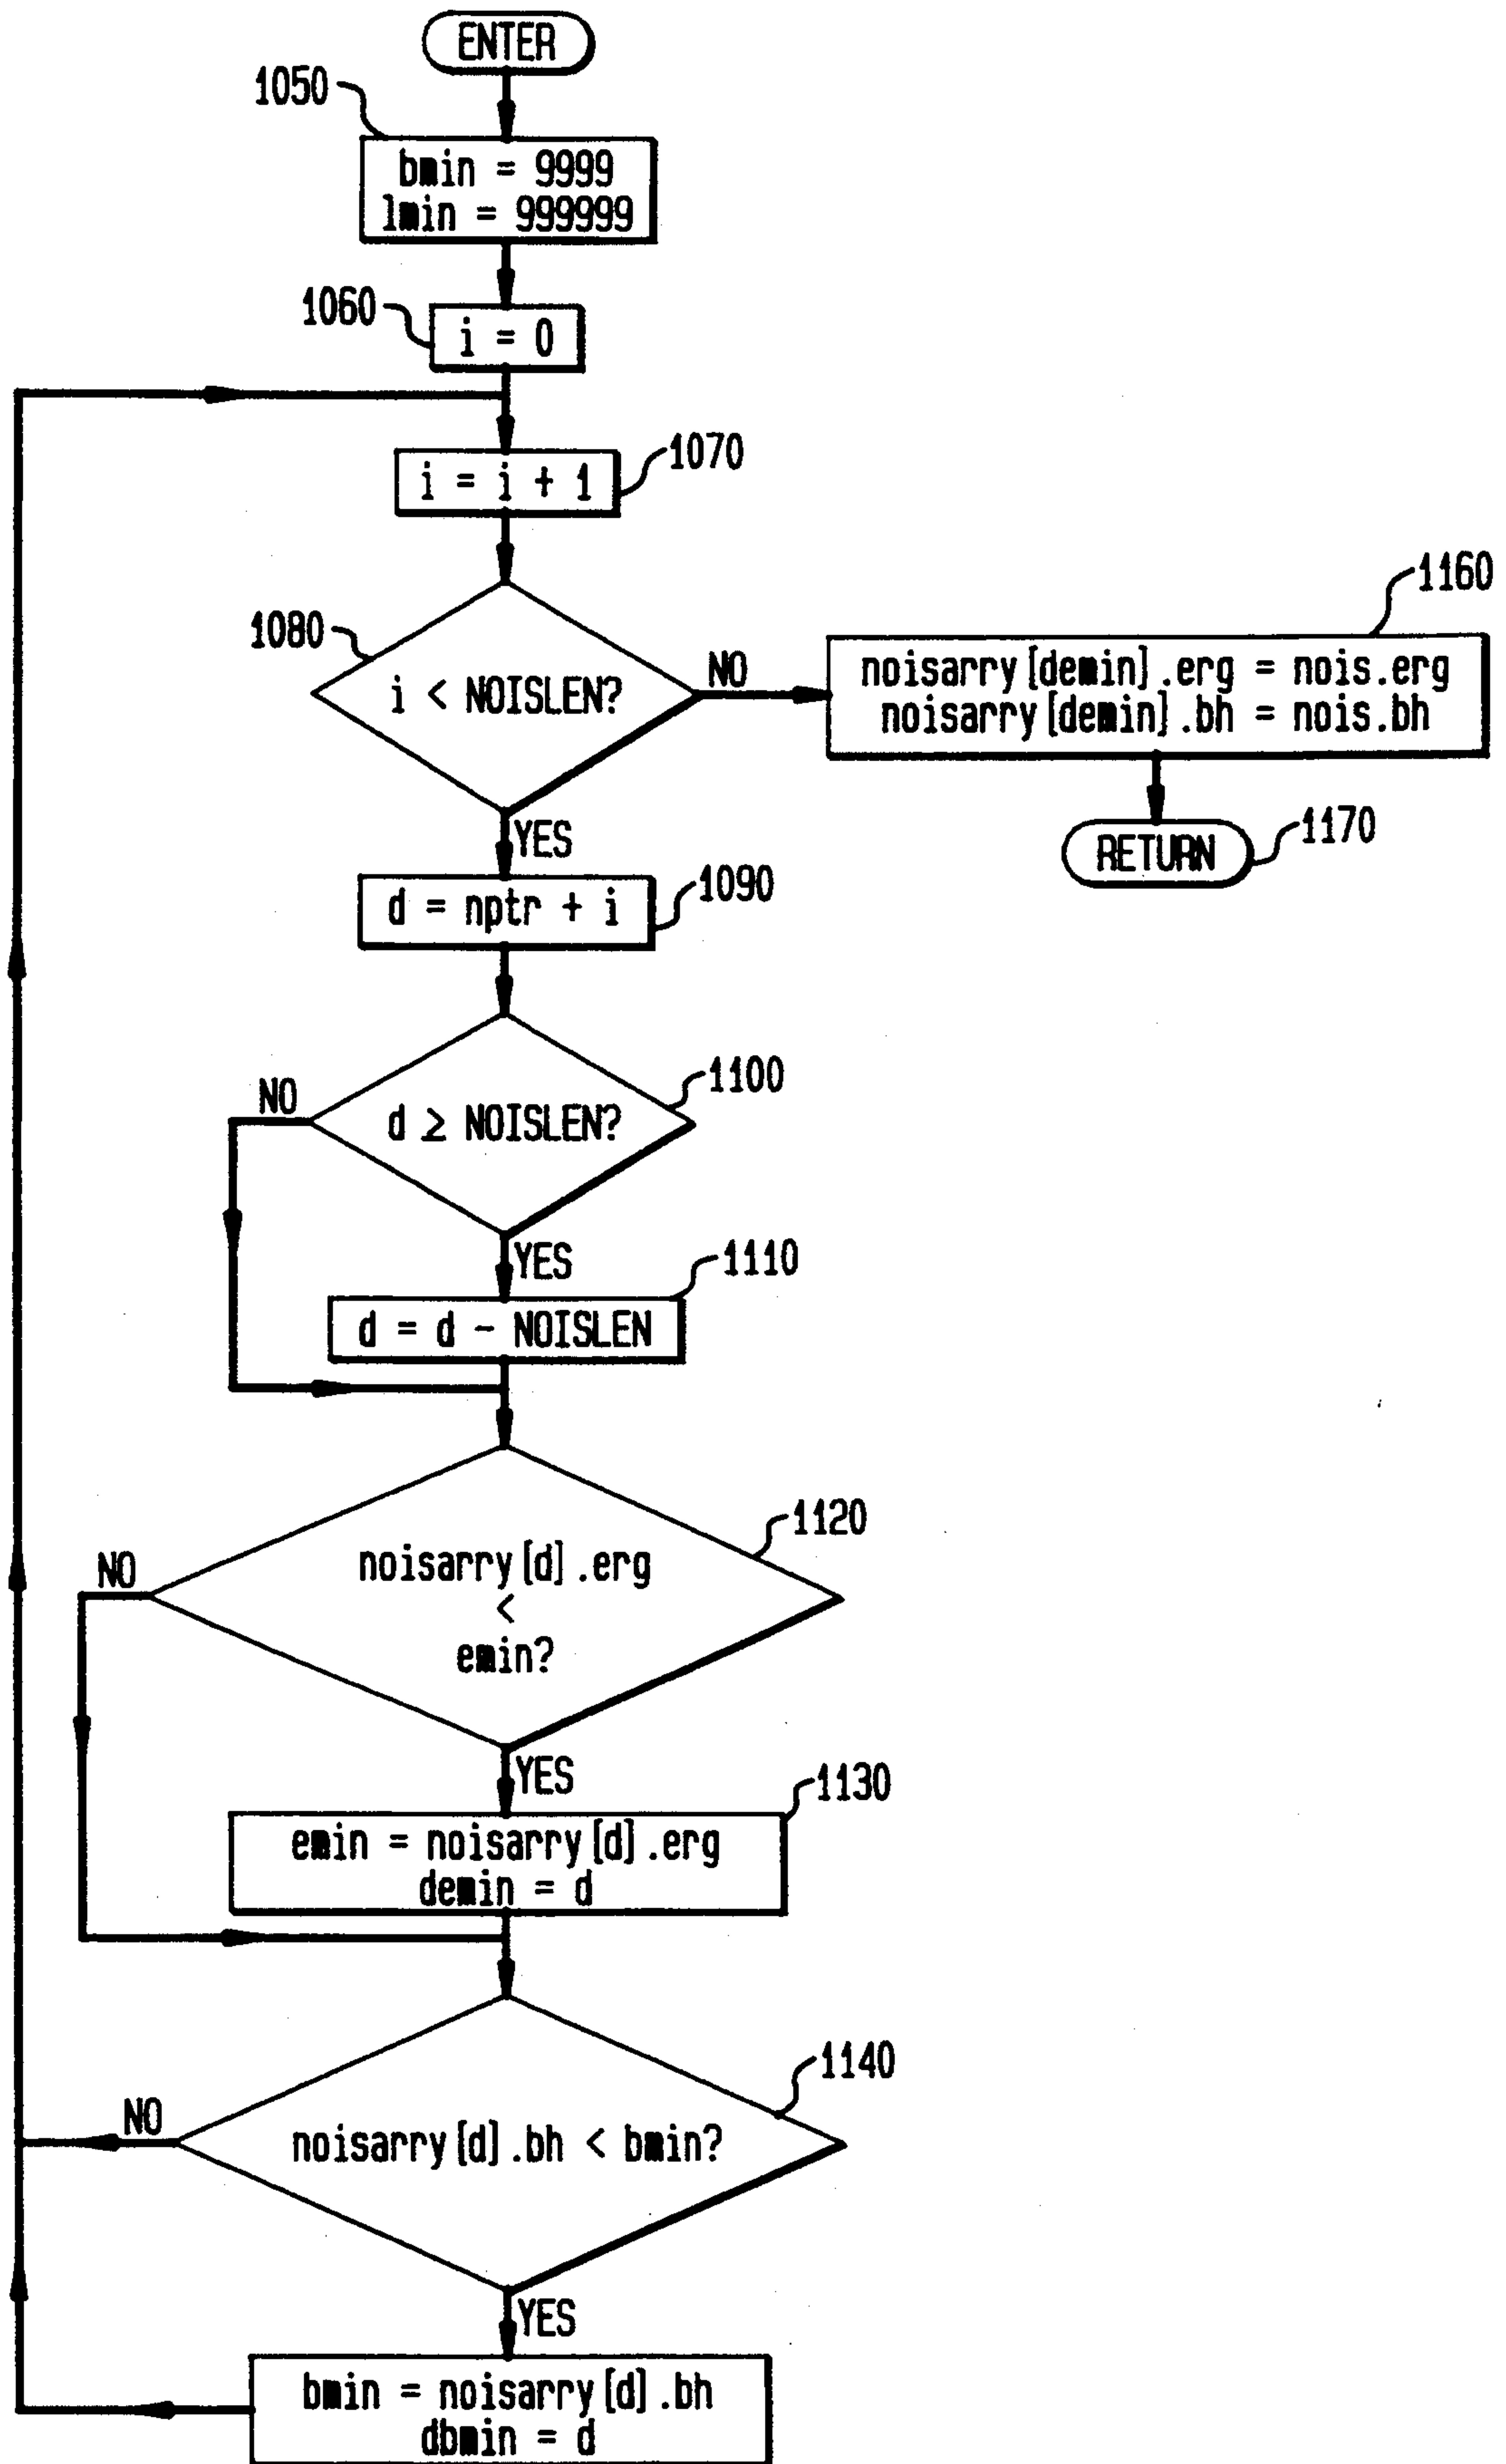 ENTER
1050
bmin = 9999
lmin = 999999
1060
i = 0
i = i + 1
1070
1080
i < NOISLEN?
NO
1160
noisarry[demin].erg = nois.erg
noisarry[demin].bh = nois.bh
YES
RETURN
1170
d = nptr + i
1090
NO
d ≥ NOISLEN?
1100
YES
1110
d = d - NOISLEN
1120
NO
noisarry[d].erg
<
emin?
YES
1130
emin = noisarry[d].erg
demin = d
1140
NO
noisarry[d].bh < bmin?
YES
bmin = noisarry[d].bh
dbmin = d